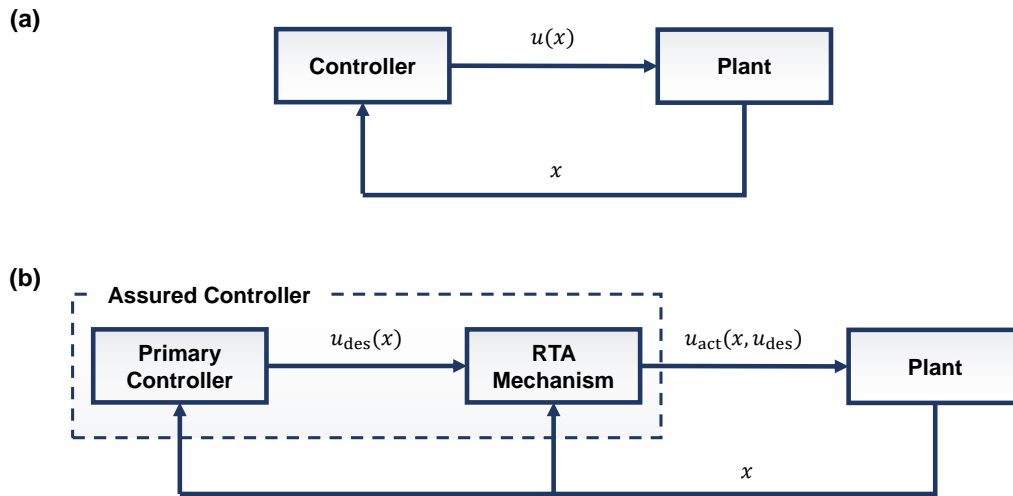 (a)
u(x)
Controller
Plant
x
(b)
Assured Controller
Primary
Controller
u_des(x)
RTA
Mechanism
u_act(x, u_des)
Plant
x